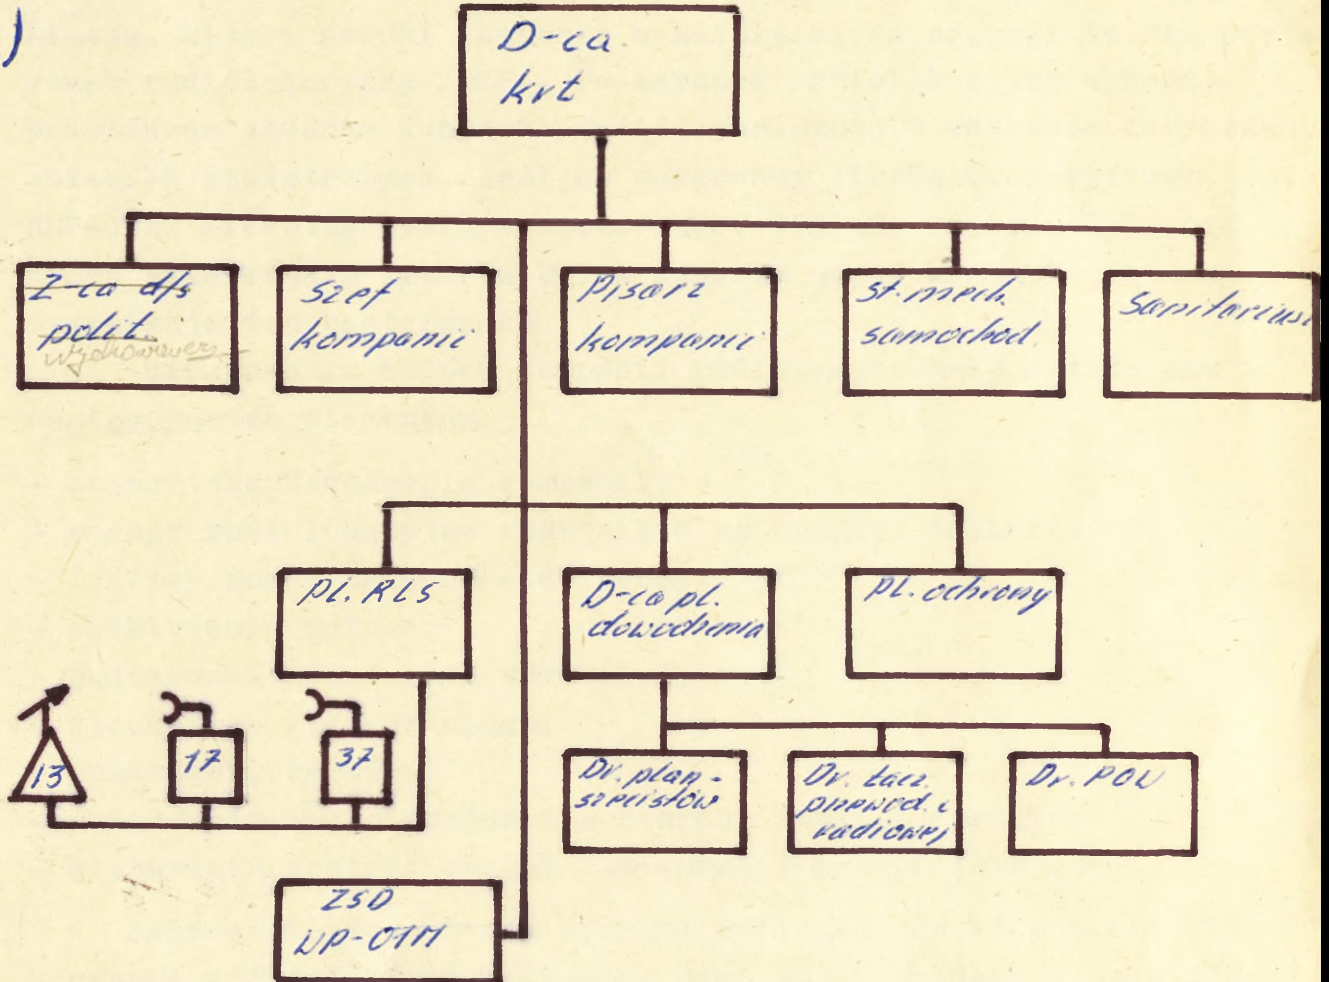 )
D-ca
krt
Z-ca d/s
polit.
Wychowawcz.
Szef
kompanii
Pisarz
kompanii
St. mech.
samochod.
Sanitariusz
Pl. RLS
D-ca pl.
dowodzenia
pl. ochrony
13
17
37
Dr. plan-
szecistów
Dr. łącz.
przewod. i
radiowej
Dr. POU
ZSD
WP-OTM